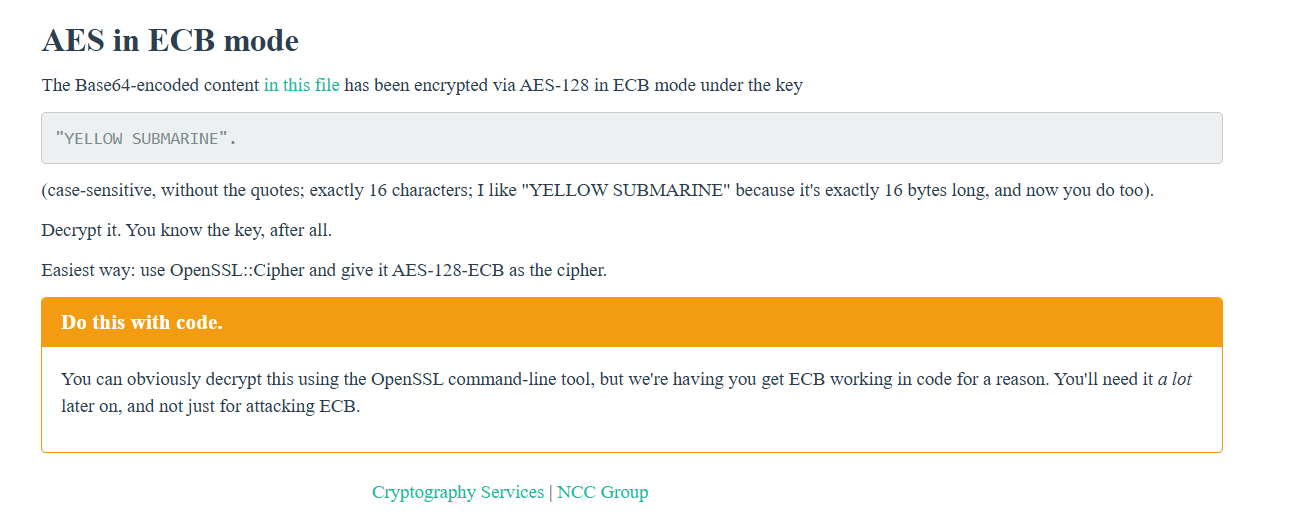 AES in ECB mode
The Base64-encoded content in this file has been encrypted via AES-128 in ECB mode under the key
"YELLOW SUBMARINE".
(case-sensitive, without the quotes; exactly 16 characters; I like "YELLOW SUBMARINE" because it's exactly 16 bytes long, and now you do too).
Decrypt it. You know the key, after all.
Easiest way: use OpenSSL::Cipher and give it AES-128-ECB as the cipher.
Do this with code.
You can obviously decrypt this using the OpenSSL command-line tool, but we're having you get ECB working in code for a reason. You'll need it a lot
later on, and not just for attacking ECB.
Cryptography Services | NCC Group